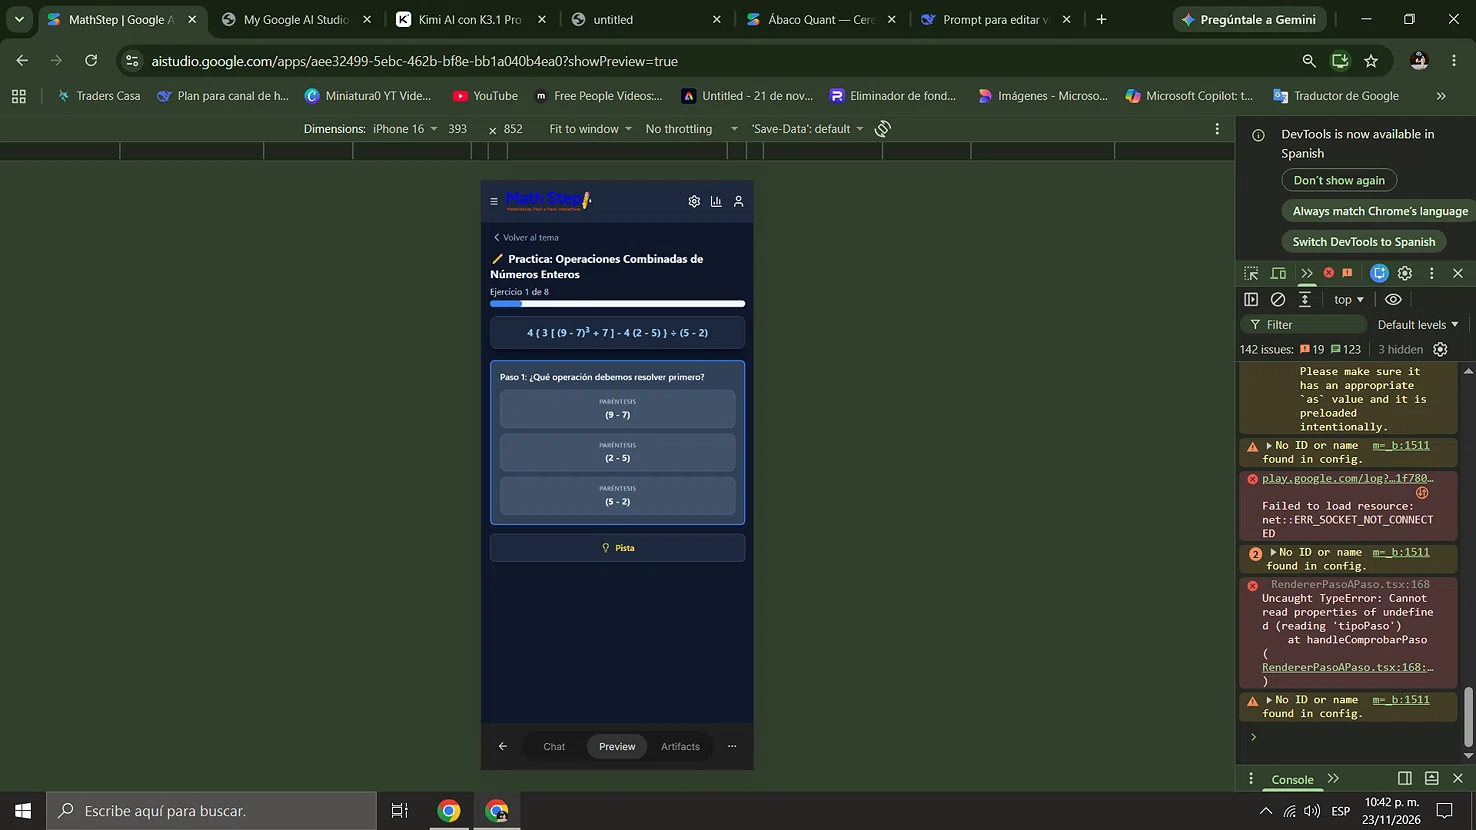 MathStep | Google A
My Google AI Studio
Kimi AI con K3.1 Pro
untitled
Ábaco Quant — Cere
Prompt para editar vi
Pregúntale a Gemini
aistudio.google.com/apps/aee32499-5ebc-462b-bf8e-bb1a040b4ea0?showPreview=true
Traders Casa
Plan para canal de h...
Miniatura0 YT Vide...
YouTube
Free People Videos:...
Untitled - 21 de nov...
Eliminador de fond...
Imágenes - Microso...
Microsoft Copilot: t...
Traductor de Google
Dimensions: iPhone 16 393 × 852 Fit to window No throttling 'Save-Data': default
DevTools is now available in
Spanish
Don't show again
Always match Chrome's language
Switch DevTools to Spanish
top
Filter
Default levels
142 issues: 19 123 3 hidden
Please make sure it
has an appropriate
`as` value and it is
preloaded
intentionally.
No ID or name m=_b:1511
found in config.
play.google.com/log?…1f780…
Failed to load resource:
net::ERR_SOCKET_NOT_CONNECT
ED
2 No ID or name m=_b:1511
found in config.
RendererPasoAPaso.tsx:168
Uncaught TypeError: Cannot
read properties of undefine
d (reading 'tipoPaso')
at handleComprobarPaso
(
RendererPasoAPaso.tsx:168:…
)
No ID or name m=_b:1511
found in config.
Console
Math Step
Matemáticas Paso a Paso Interactivas
Volver al tema
Practica: Operaciones Combinadas de
Números Enteros
Ejercicio 1 de 8
4 { 3 [ (9 - 7)³ + 7 ] - 4 (2 - 5) } ÷ (5 - 2)
Paso 1: ¿Qué operación debemos resolver primero?
PARÉNTESIS
(9 - 7)
PARÉNTESIS
(2 - 5)
PARÉNTESIS
(5 - 2)
Pista
Chat
Preview
Artifacts
Escribe aquí para buscar.
ESP
10:42 p. m.
23/11/2026